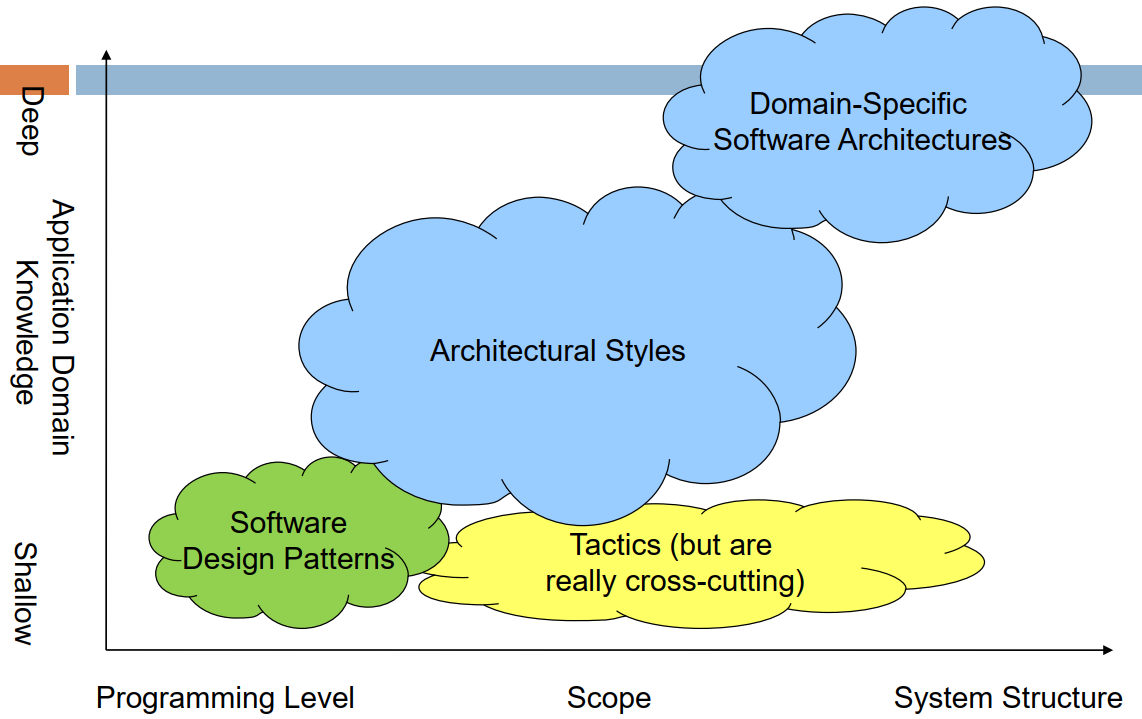 Deep
Application Domain
Knowledge
Shallow
Domain-Specific
Software Architectures
Architectural Styles
Software
Design Patterns
Tactics (but are
really cross-cutting)
Programming Level
Scope
System Structure